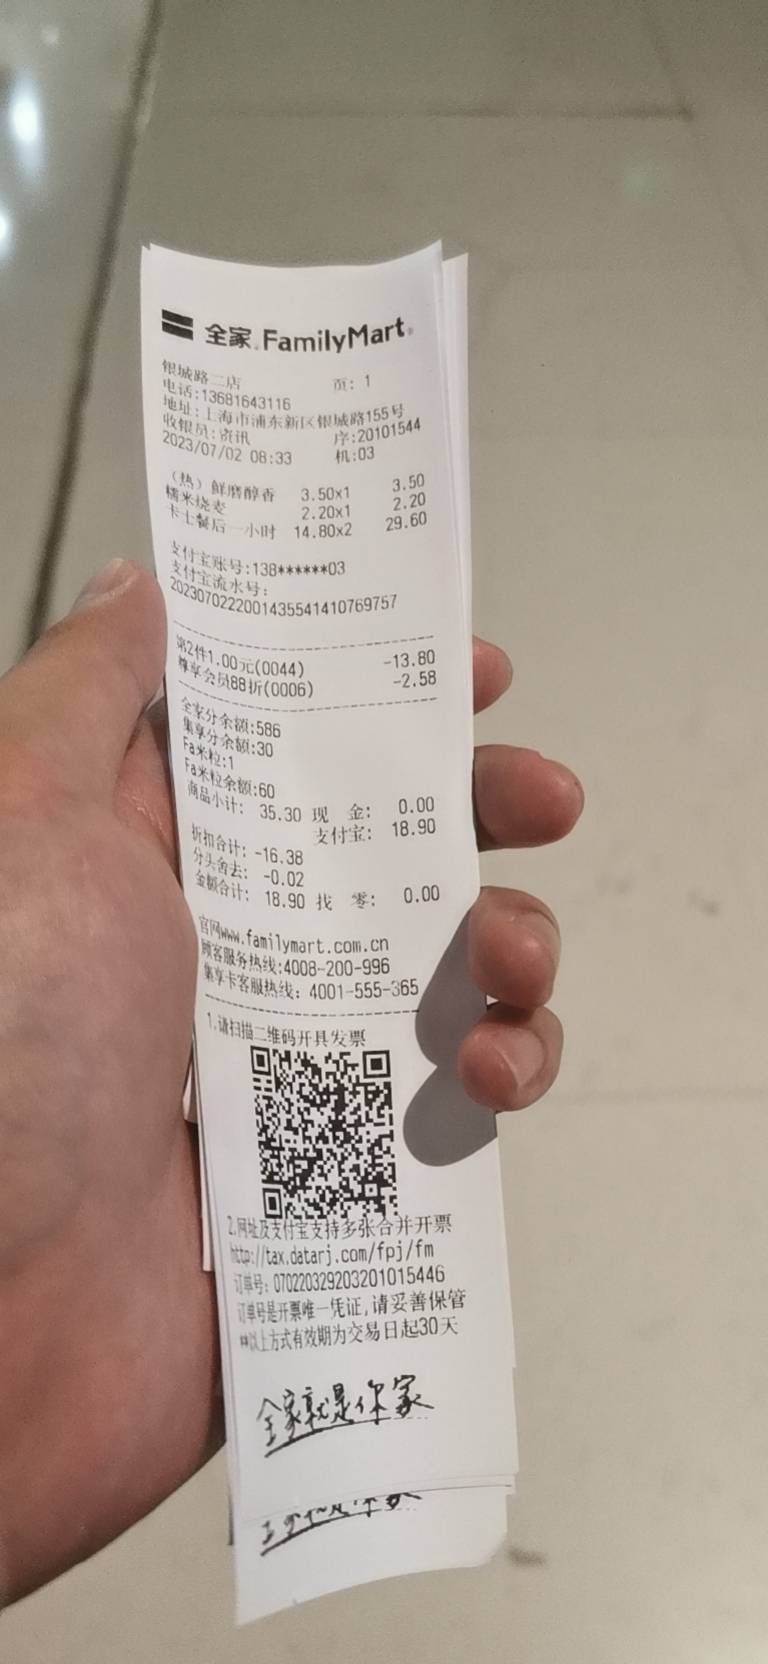 全家 FamilyMart
银城路二店 页: 1
电话:13681643116
地址:上海市浦东新区银城路155号
收银员:资讯 序:20101544
2023/07/02 08:33 机:03
（热）鲜磨醇香 3.50x1 3.50
糯米烧麦 2.20x1 2.20
卡士餐后一小时 14.80x2 29.60
支付宝账号:138******03
支付宝流水号:
2023070222001435541410769757
第2件1.00元(0044) -13.80
尊享会员88折(0006) -2.58
全家分余额:586
集享分余额:30
Fa米粒:1
Fa米粒余额:60
商品小计: 35.30 现 金: 0.00
支付宝: 18.90
折扣合计: -16.38
分头舍去: -0.02
金额合计: 18.90 找 零: 0.00
官网www.familymart.com.cn
顾客服务热线:4008-200-996
集享卡客服热线: 4001-555-365
1.请扫描二维码开具发票
2.网址及支付宝支持多张合并开票
http://tax.datarj.com/fpj/fm
订单号: 070220329203201015446
订单号是开票唯一凭证,请妥善保管
**以上方式有效期为交易日起30天
全家就是你家